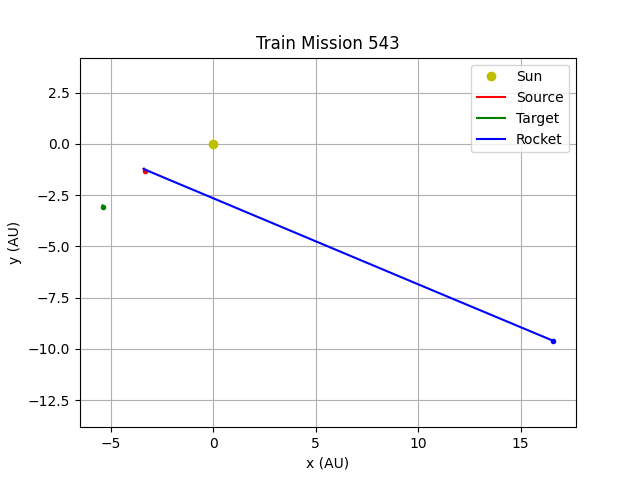 Train Mission 543
Sun
Source
Target
Rocket
2.5
0.0
−2.5
−5.0
−7.5
−10.0
−12.5
y (AU)
−5 0 5 10 15
x (AU)